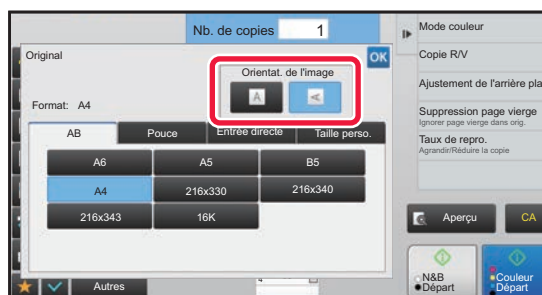 Nb. de copies 1
Original
OK
Orientat. de l'image
A A
Format: A4
AB Pouce Entrée directe Taille perso.
A6 A5 B5
A4 216x330 216x340
216x343 16K
Autres
Mode couleur
Copie R/V
Ajustement de l'arrière pla
Suppression page vierge
Ignorer page vierge dans orig.
Taux de repro.
Agrandir/Réduire la copie
Aperçu CA
N&B
Départ
Couleur
Départ